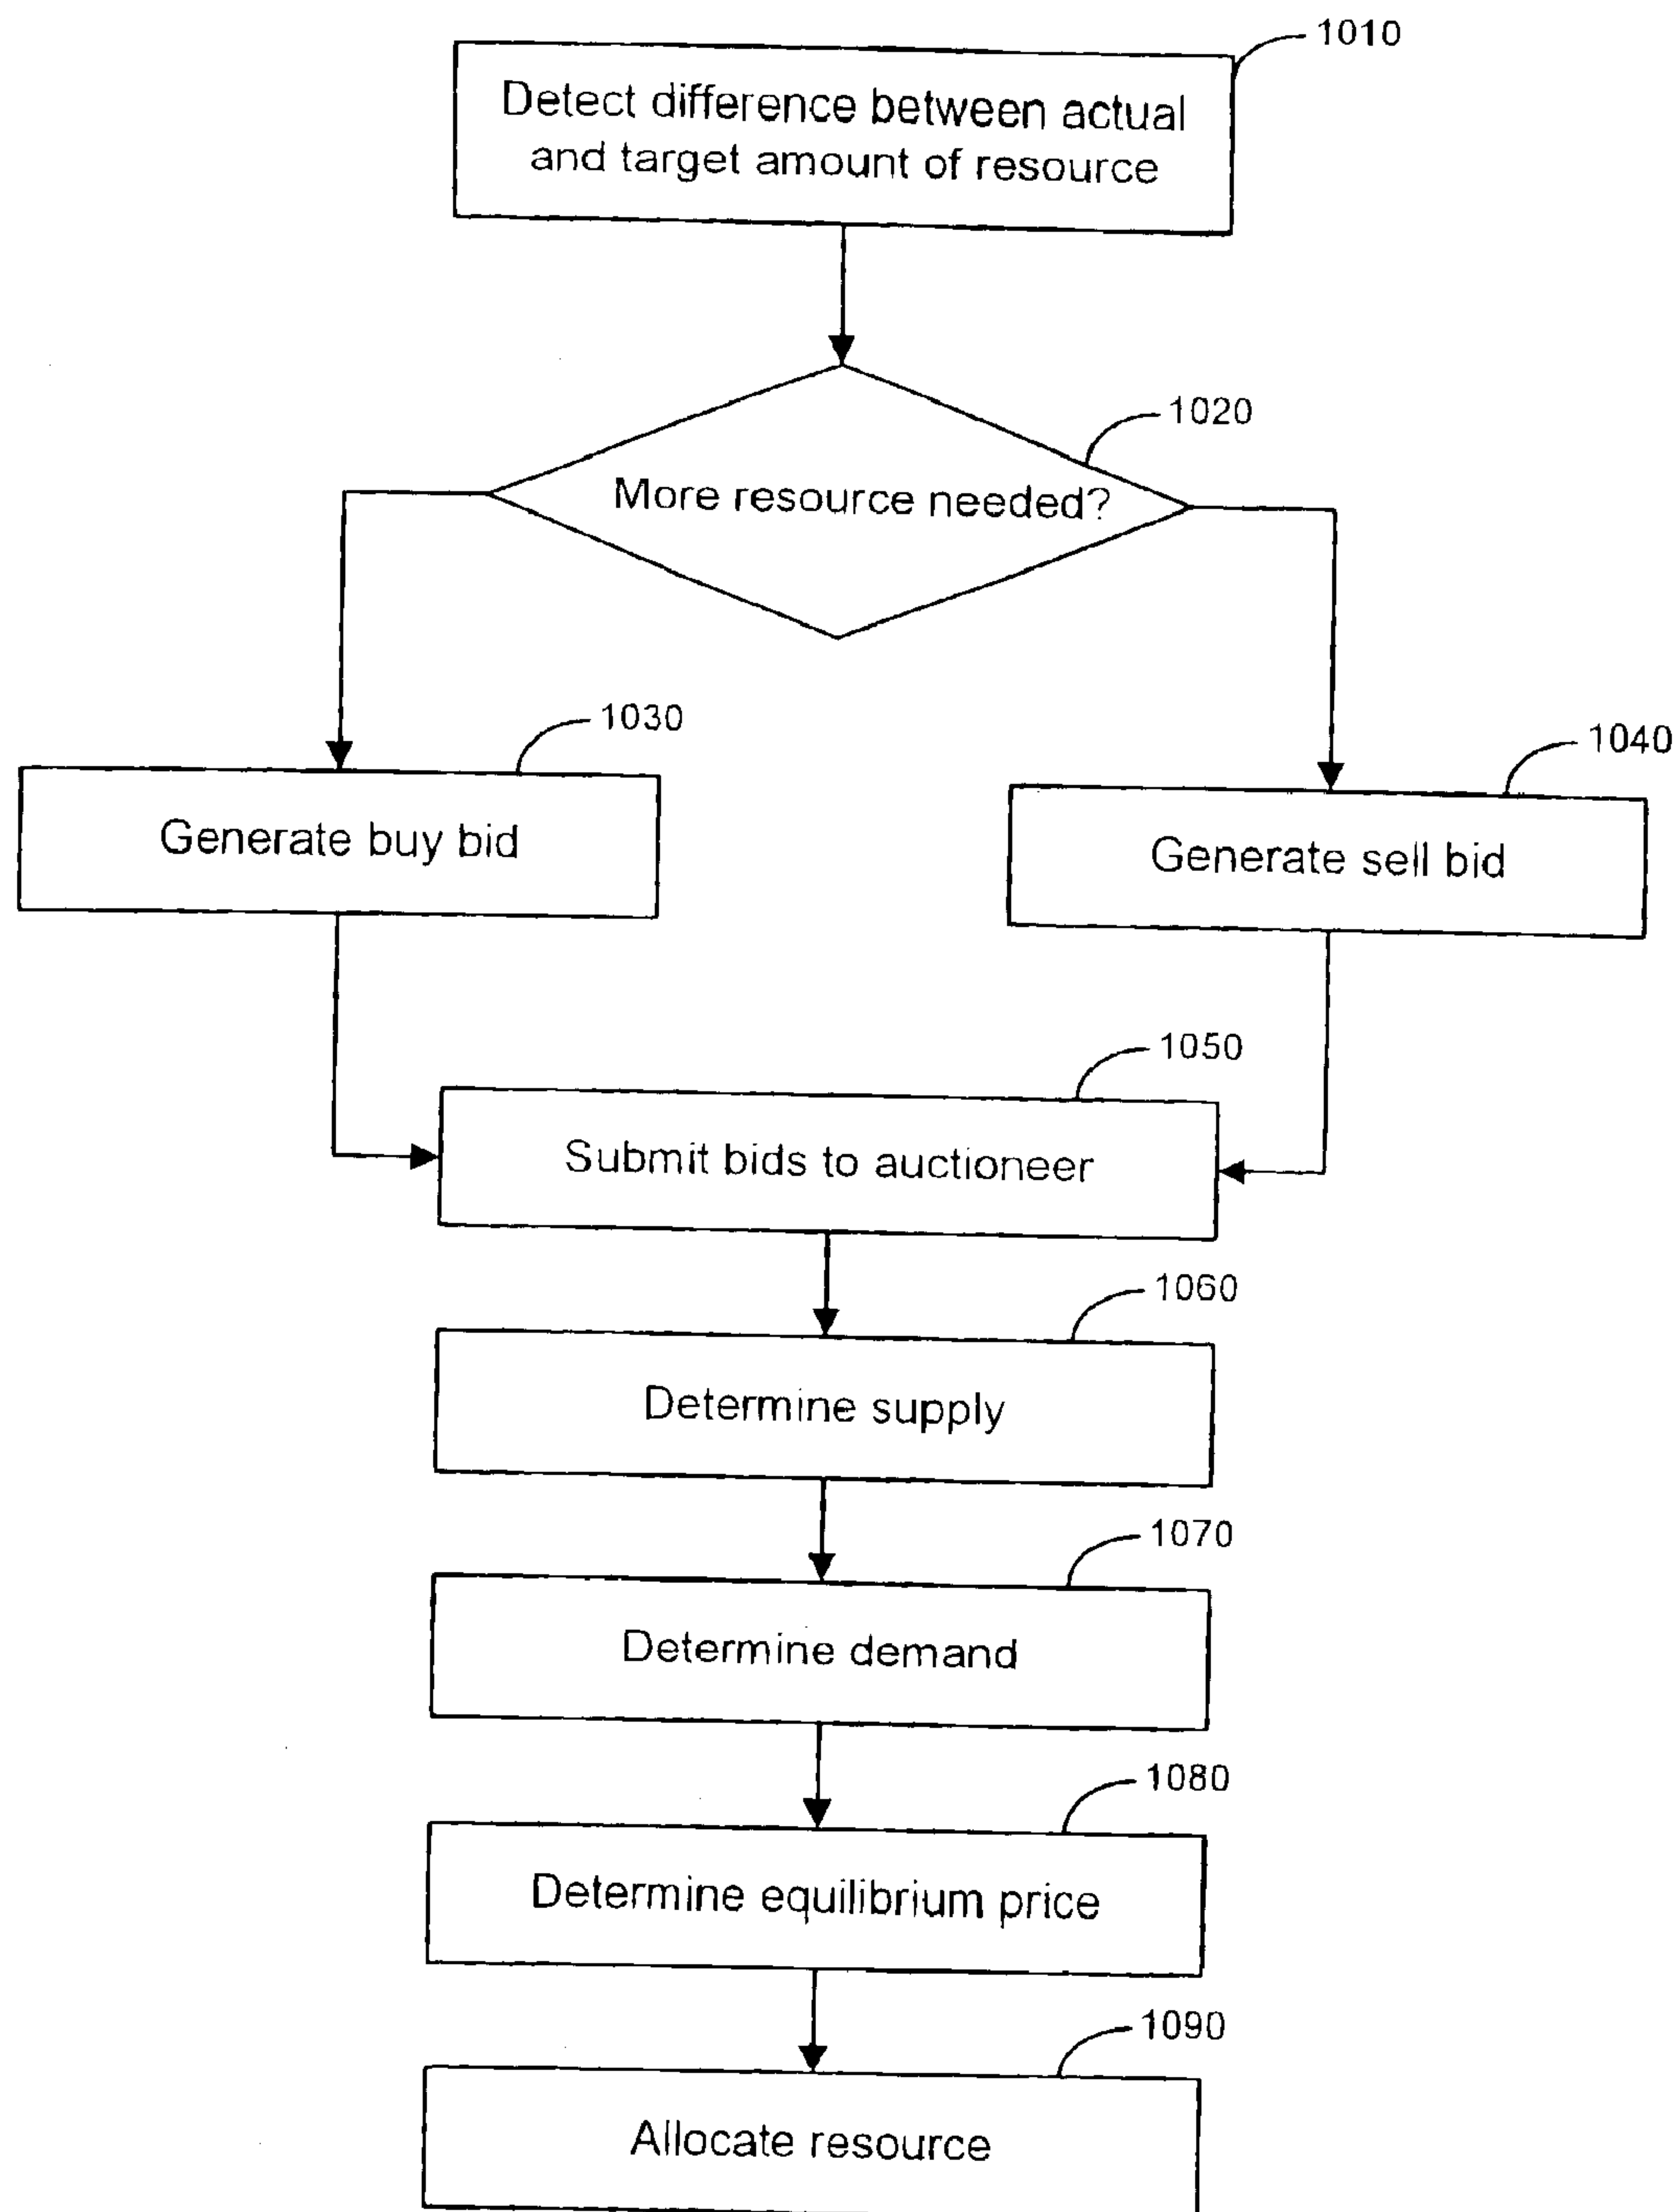 1010
Detect difference between actual
and target amount of resource
1020
More resource needed?
1030
Generate buy bid
1040
Generate sell bid
1050
Submit bids to auctioneer
1060
Determine supply
1070
Determine demand
1080
Determine equilibrium price
1090
Allocate resource